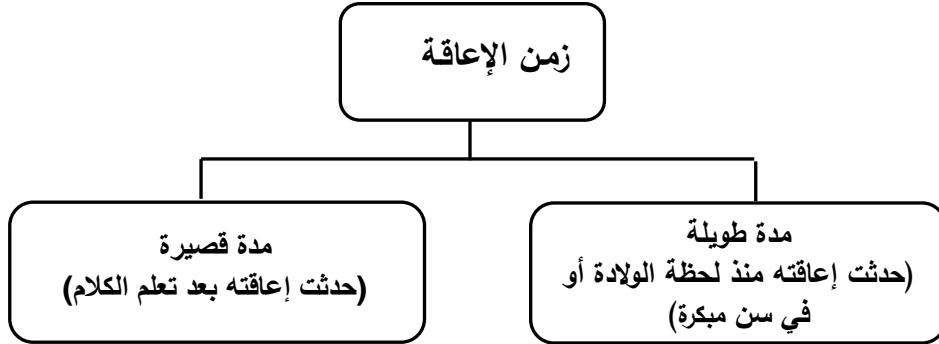 زمن الإعاقة
مدة طويلة
(حدثت إعاقته منذ لحظة الولادة أو
في سن مبكرة)
مدة قصيرة
(حدثت إعاقته بعد تعلم الكلام)